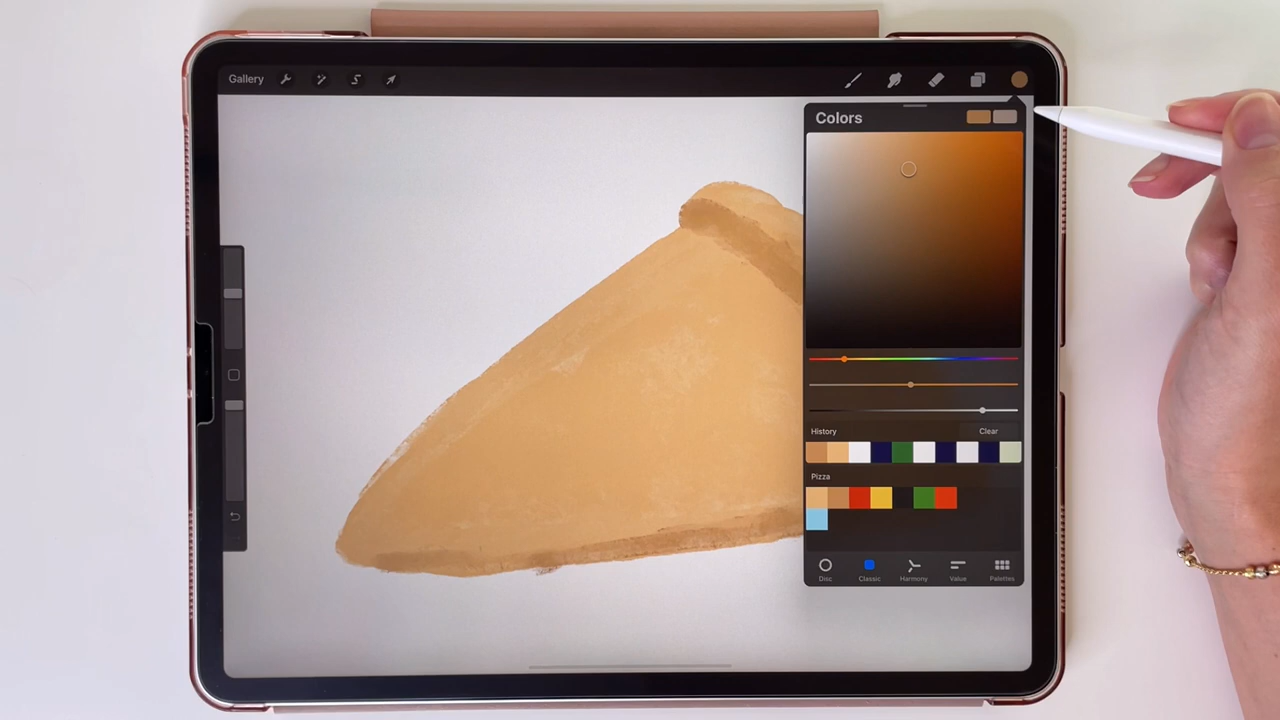 Gallery
Colors
History Clear
Pizza
Disc Classic Harmony Value Palettes